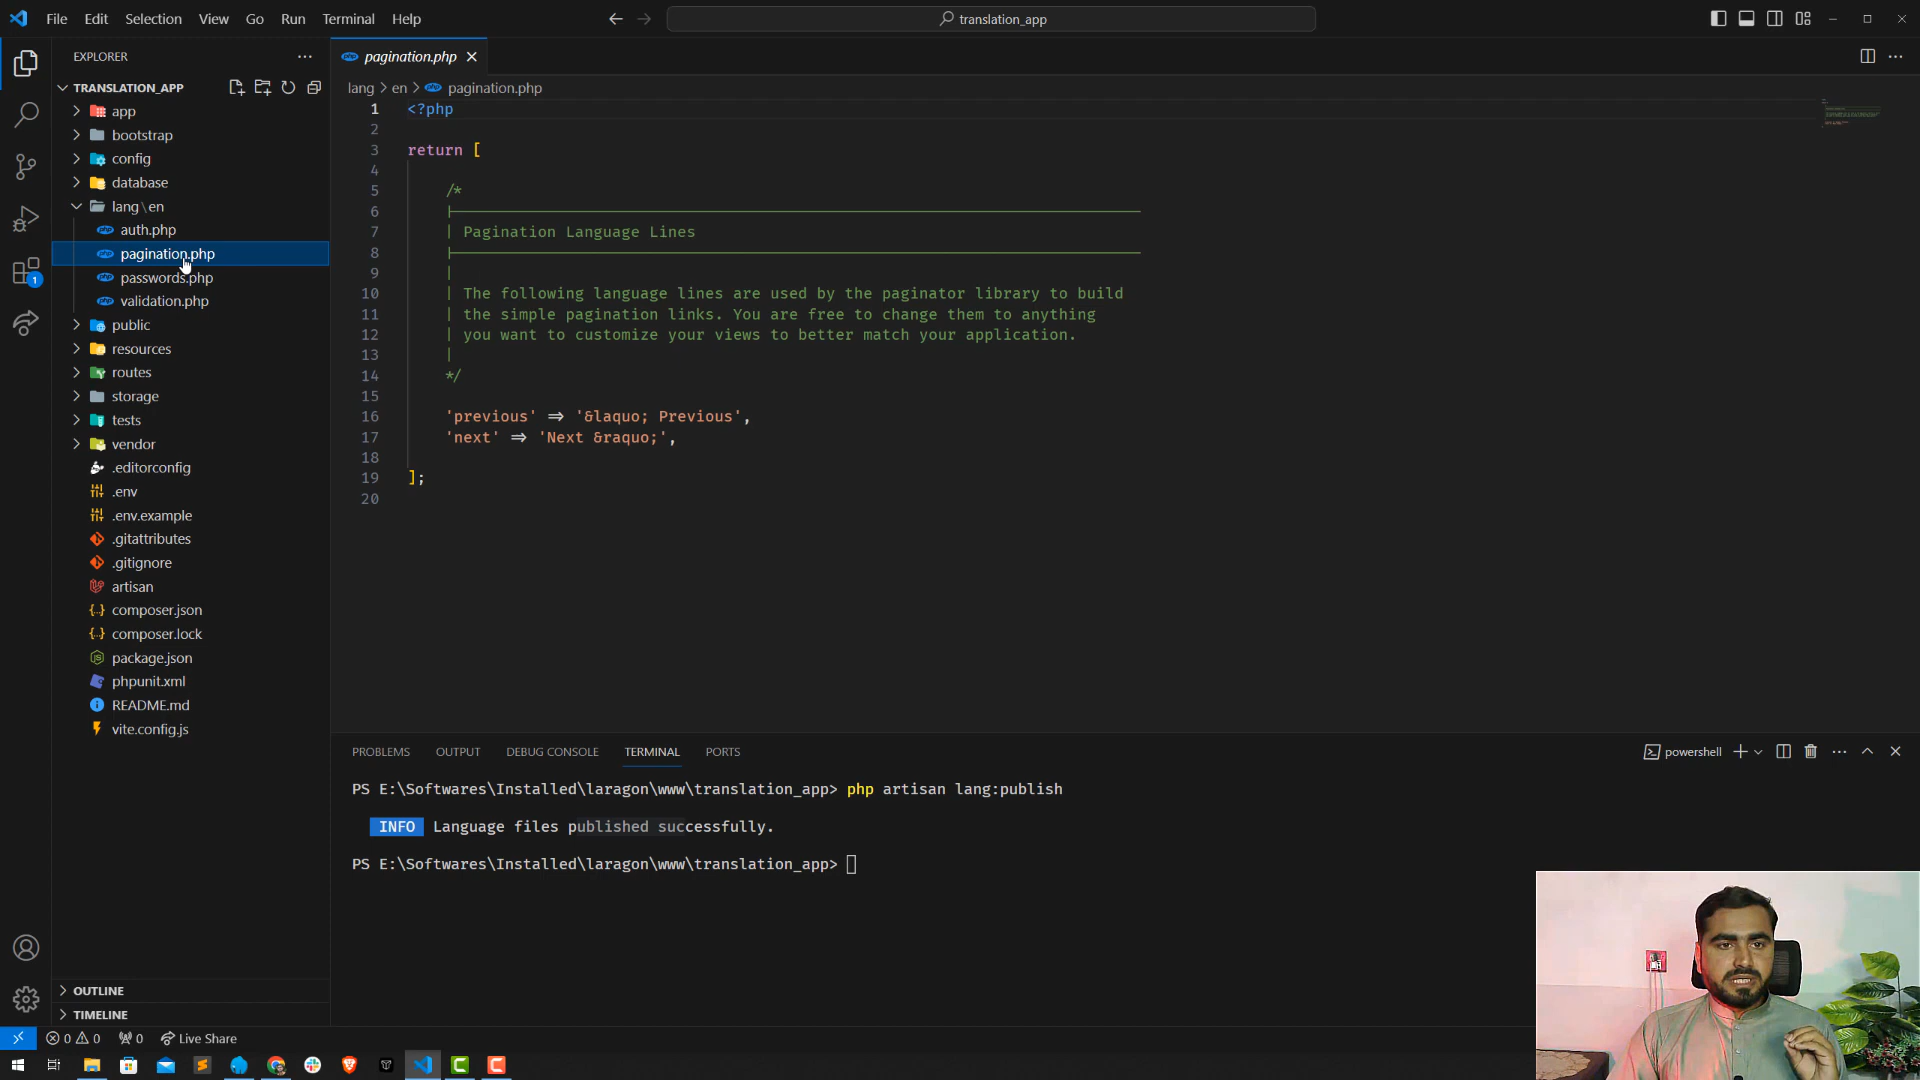 File Edit Selection View Go Run Terminal Help
translation_app
EXPLORER
TRANSLATION_APP
app
bootstrap
config
database
lang\en
auth.php
pagination.php
passwords.php
validation.php
public
resources
routes
storage
tests
vendor
.editorconfig
.env
.env.example
.gitattributes
.gitignore
artisan
composer.json
composer.lock
package.json
phpunit.xml
README.md
vite.config.js
OUTLINE
TIMELINE
pagination.php
lang > en > pagination.php
1 <?php
2
3 return [
4
5 /*
6 |
7 | Pagination Language Lines
8 |
9 |
10 | The following language lines are used by the paginator library to build
11 | the simple pagination links. You are free to change them to anything
12 | you want to customize your views to better match your application.
13 |
14 */
15
16 'previous' => '&laquo; Previous',
17 'next' => 'Next &raquo;',
18
19 ];
20
PROBLEMS OUTPUT DEBUG CONSOLE TERMINAL PORTS
powershell
PS E:\Softwares\Installed\laragon\www\translation_app> php artisan lang:publish
INFO Language files published successfully.
PS E:\Softwares\Installed\laragon\www\translation_app>
1
0 0 0 Live Share